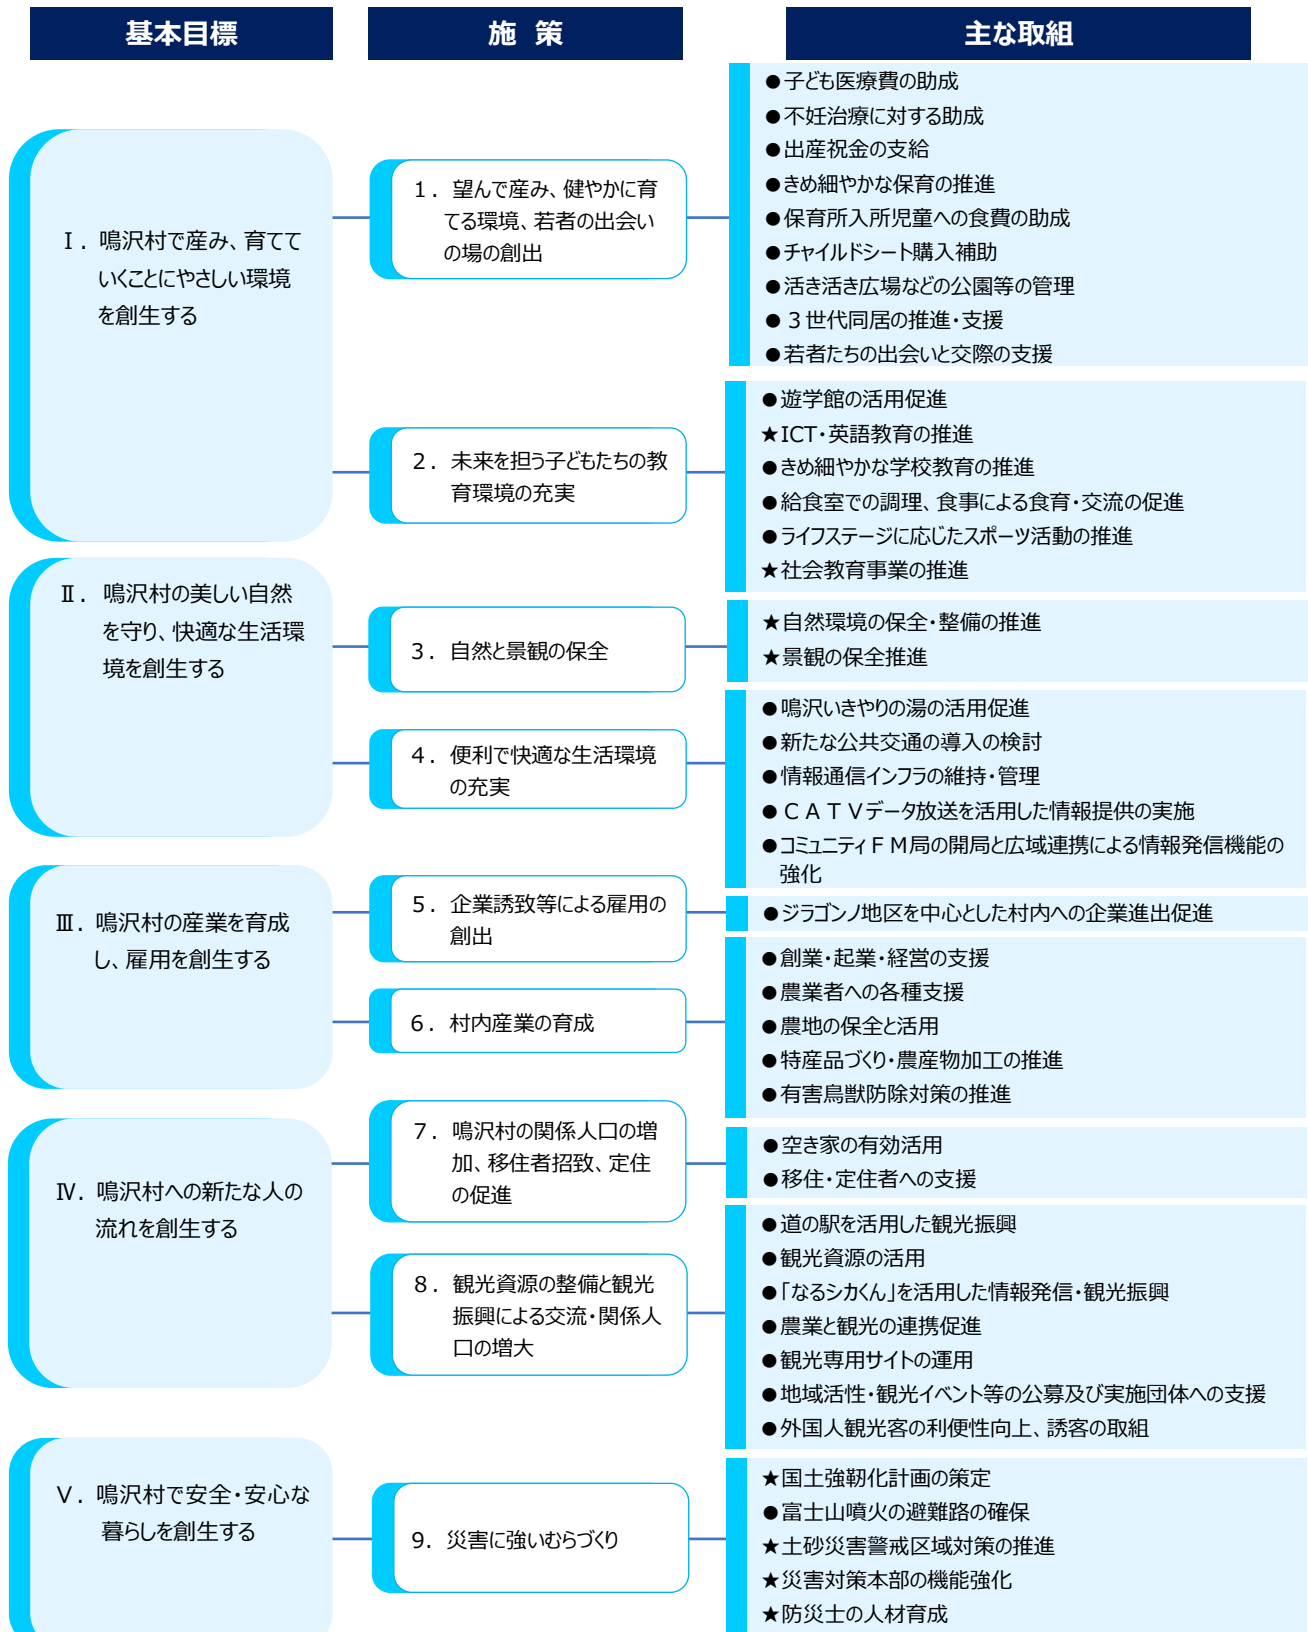 基本目標
施 策
主な取組
Ⅰ．鳴沢村で産み、育てて
いくことにやさしい環境
を創生する
１．望んで産み、健やかに育
てる環境、若者の出会い
の場の創出
●子ども医療費の助成
●不妊治療に対する助成
●出産祝金の支給
●きめ細やかな保育の推進
●保育所入所児童への食費の助成
●チャイルドシート購入補助
●活き活き広場などの公園等の管理
●３世代同居の推進・支援
●若者たちの出会いと交際の支援
２．未来を担う子どもたちの教
育環境の充実
●遊学館の活用促進
★ICT・英語教育の推進
●きめ細やかな学校教育の推進
●給食室での調理、食事による食育・交流の促進
●ライフステージに応じたスポーツ活動の推進
★社会教育事業の推進
Ⅱ．鳴沢村の美しい自然
を守り、快適な生活環
境を創生する
３．自然と景観の保全
★自然環境の保全・整備の推進
★景観の保全推進
４．便利で快適な生活環境
の充実
●鳴沢いきやりの湯の活用促進
●新たな公共交通の導入の検討
●情報通信インフラの維持・管理
●ＣＡＴＶデータ放送を活用した情報提供の実施
●コミュニティＦＭ局の開局と広域連携による情報発信機能の
強化
Ⅲ．鳴沢村の産業を育成
し、雇用を創生する
５．企業誘致等による雇用の
創出
●ジラゴンノ地区を中心とした村内への企業進出促進
６．村内産業の育成
●創業・起業・経営の支援
●農業者への各種支援
●農地の保全と活用
●特産品づくり・農産物加工の推進
●有害鳥獣防除対策の推進
Ⅳ．鳴沢村への新たな人の
流れを創生する
７．鳴沢村の関係人口の増
加、移住者招致、定住
の促進
●空き家の有効活用
●移住・定住者への支援
８．観光資源の整備と観光
振興による交流・関係人
口の増大
●道の駅を活用した観光振興
●観光資源の活用
●「なるシカくん」を活用した情報発信・観光振興
●農業と観光の連携促進
●観光専用サイトの運用
●地域活性・観光イベント等の公募及び実施団体への支援
●外国人観光客の利便性向上、誘客の取組
Ⅴ．鳴沢村で安全・安心な
暮らしを創生する
９．災害に強いむらづくり
★国土強靭化計画の策定
●富士山噴火の避難路の確保
★土砂災害警戒区域対策の推進
★災害対策本部の機能強化
★防災士の人材育成